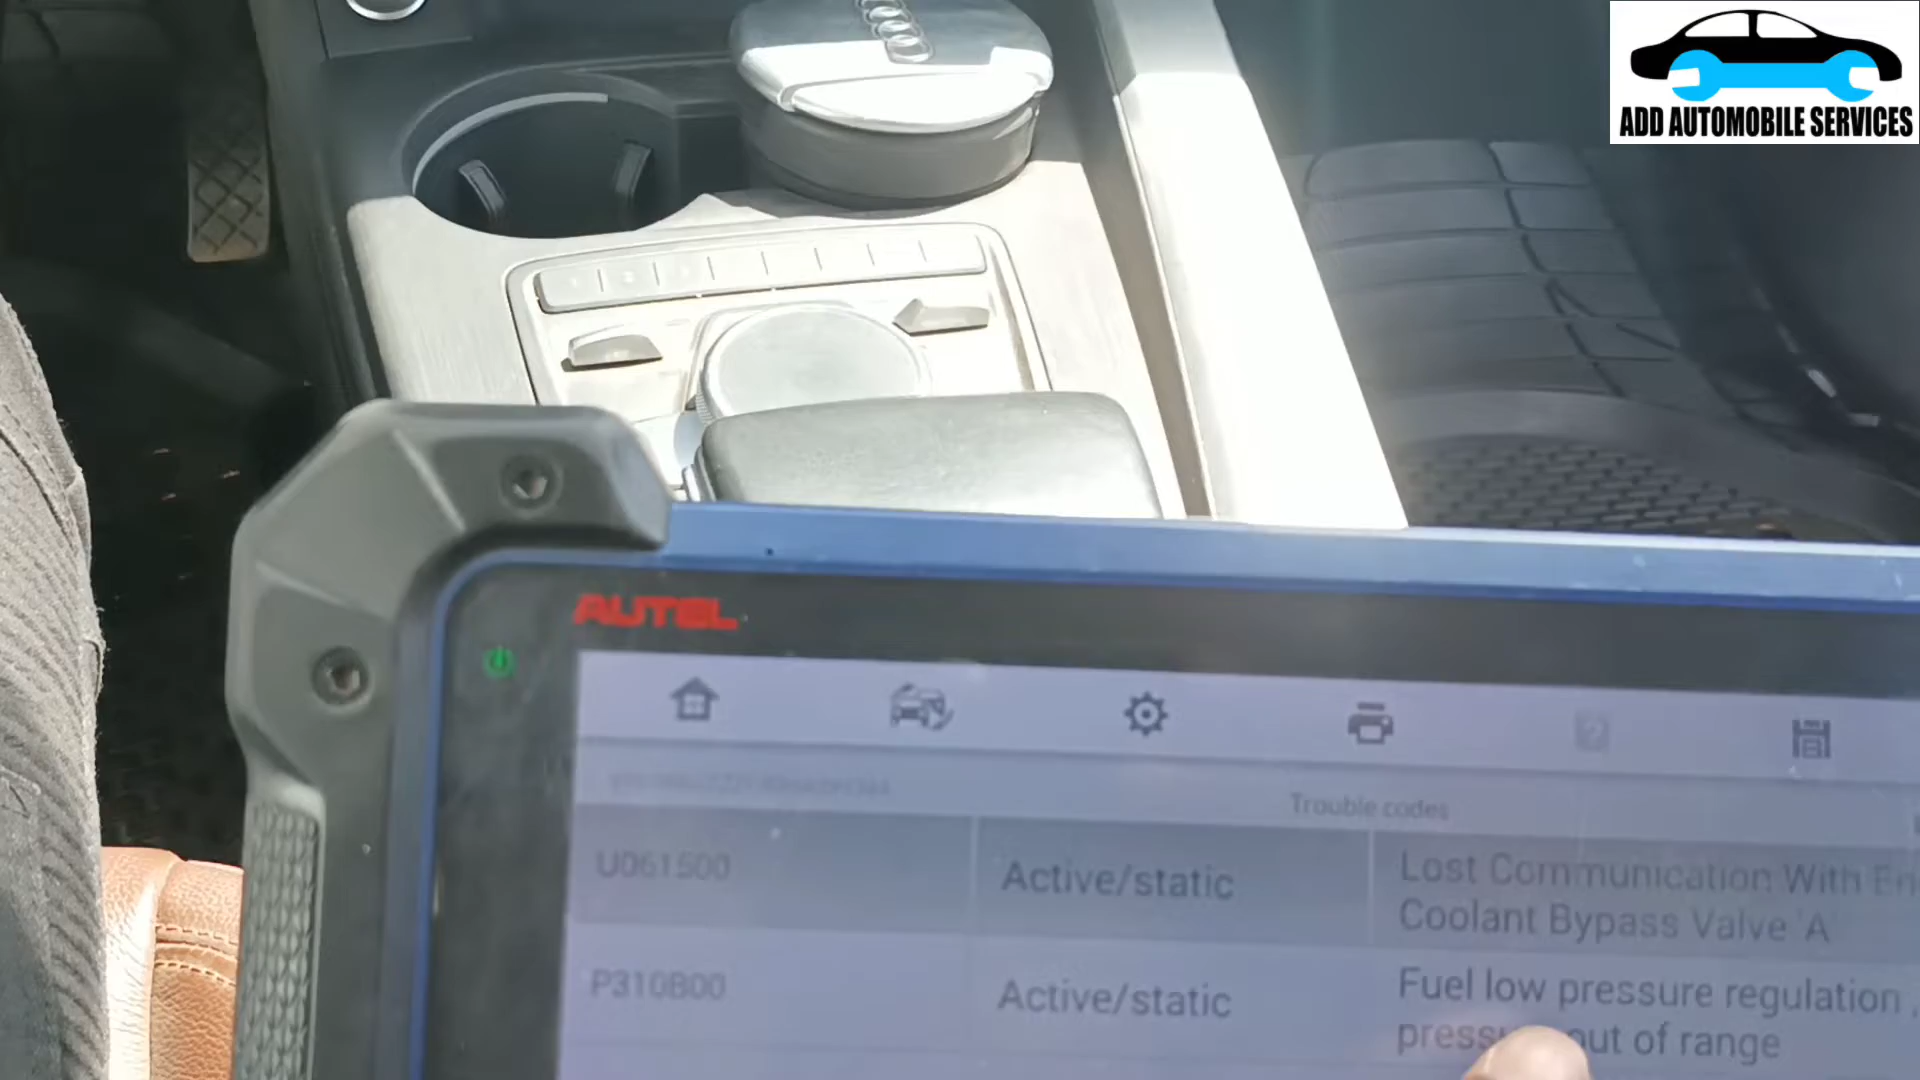 ADD AUTOMOBILE SERVICES
AUTEL
Trouble codes
U061500
Active/static
Lost Communication With
Coolant Bypass Valve 'A'
P310B00
Active/static
Fuel low pressure regulation ,
out of range